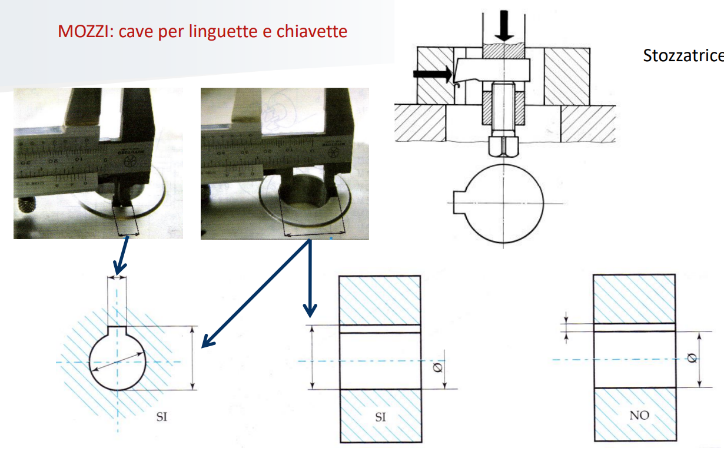 MOZZI: cave per linguette e chiavette
Stozzatrice
SI
Ø
SI
Ø
NO